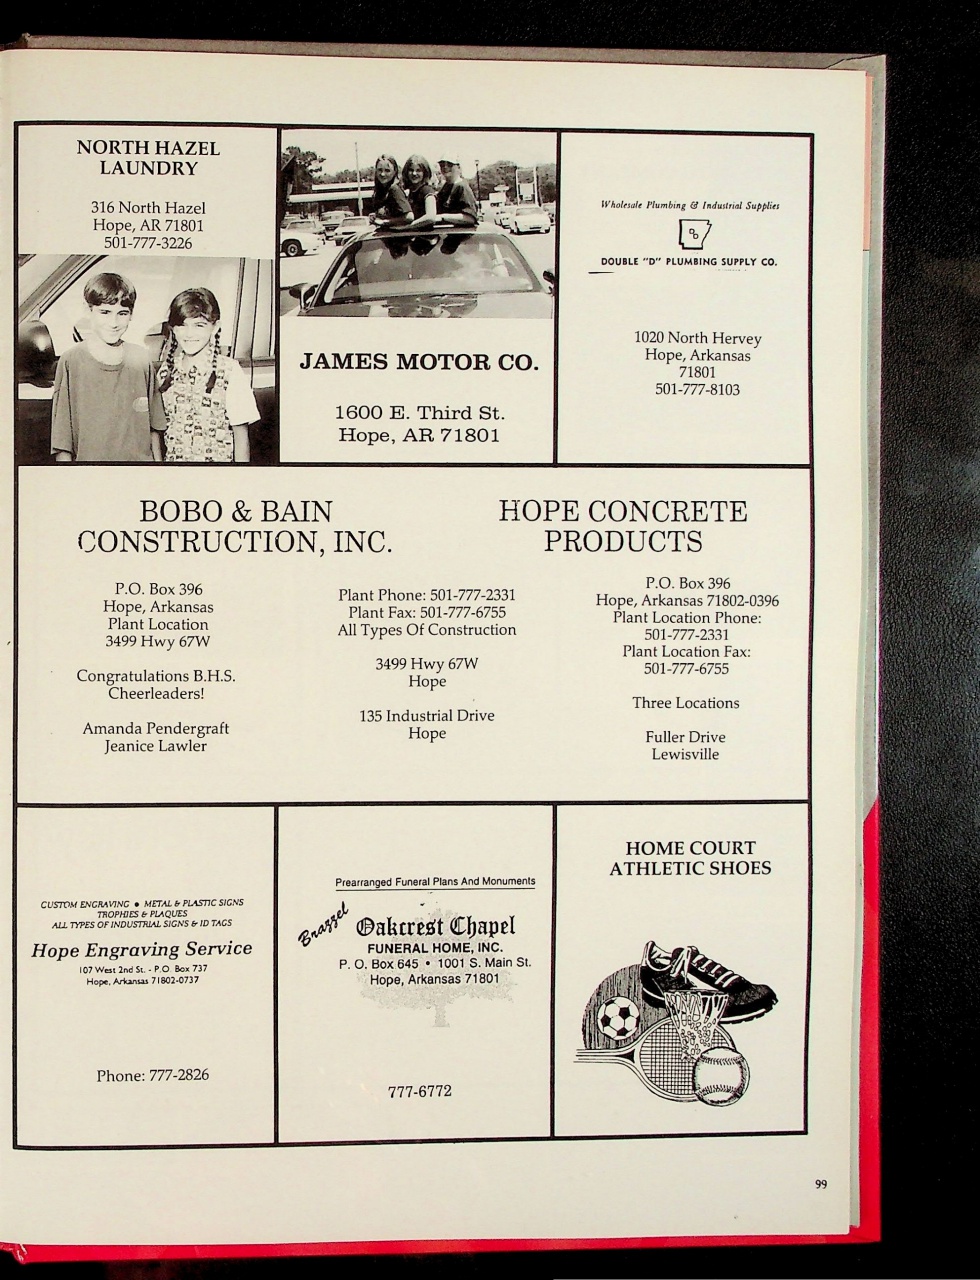 NORTH HAZEL
LAUNDRY
316 North Hazel
Hope, AR 71801
501-777-3226
JAMES MOTOR CO.
1600 E. Third St.
Hope, AR 71801
Wholesale Plumbing & Industrial Supplies
DD
DOUBLE "D" PLUMBING SUPPLY CO.
1020 North Hervey
Hope, Arkansas
71801
501-777-8103
BOBO & BAIN
CONSTRUCTION, INC.
P.O. Box 396
Hope, Arkansas
Plant Location
3499 Hwy 67W
Congratulations B.H.S.
Cheerleaders!
Amanda Pendergraft
Jeanice Lawler
Plant Phone: 501-777-2331
Plant Fax: 501-777-6755
All Types Of Construction
3499 Hwy 67W
Hope
135 Industrial Drive
Hope
HOPE CONCRETE
PRODUCTS
P.O. Box 396
Hope, Arkansas 71802-0396
Plant Location Phone:
501-777-2331
Plant Location Fax:
501-777-6755
Three Locations
Fuller Drive
Lewisville
CUSTOM ENGRAVING • METAL & PLASTIC SIGNS
TROPHIES & PLAQUES
ALL TYPES OF INDUSTRIAL SIGNS & ID TAGS
Hope Engraving Service
107 West 2nd St. - P.O. Box 737
Hope, Arkansas 71802-0737
Phone: 777-2826
Prearranged Funeral Plans And Monuments
Brazzel
Oakcrest Chapel
FUNERAL HOME, INC.
P. O. Box 645 • 1001 S. Main St.
Hope, Arkansas 71801
777-6772
HOME COURT
ATHLETIC SHOES
99